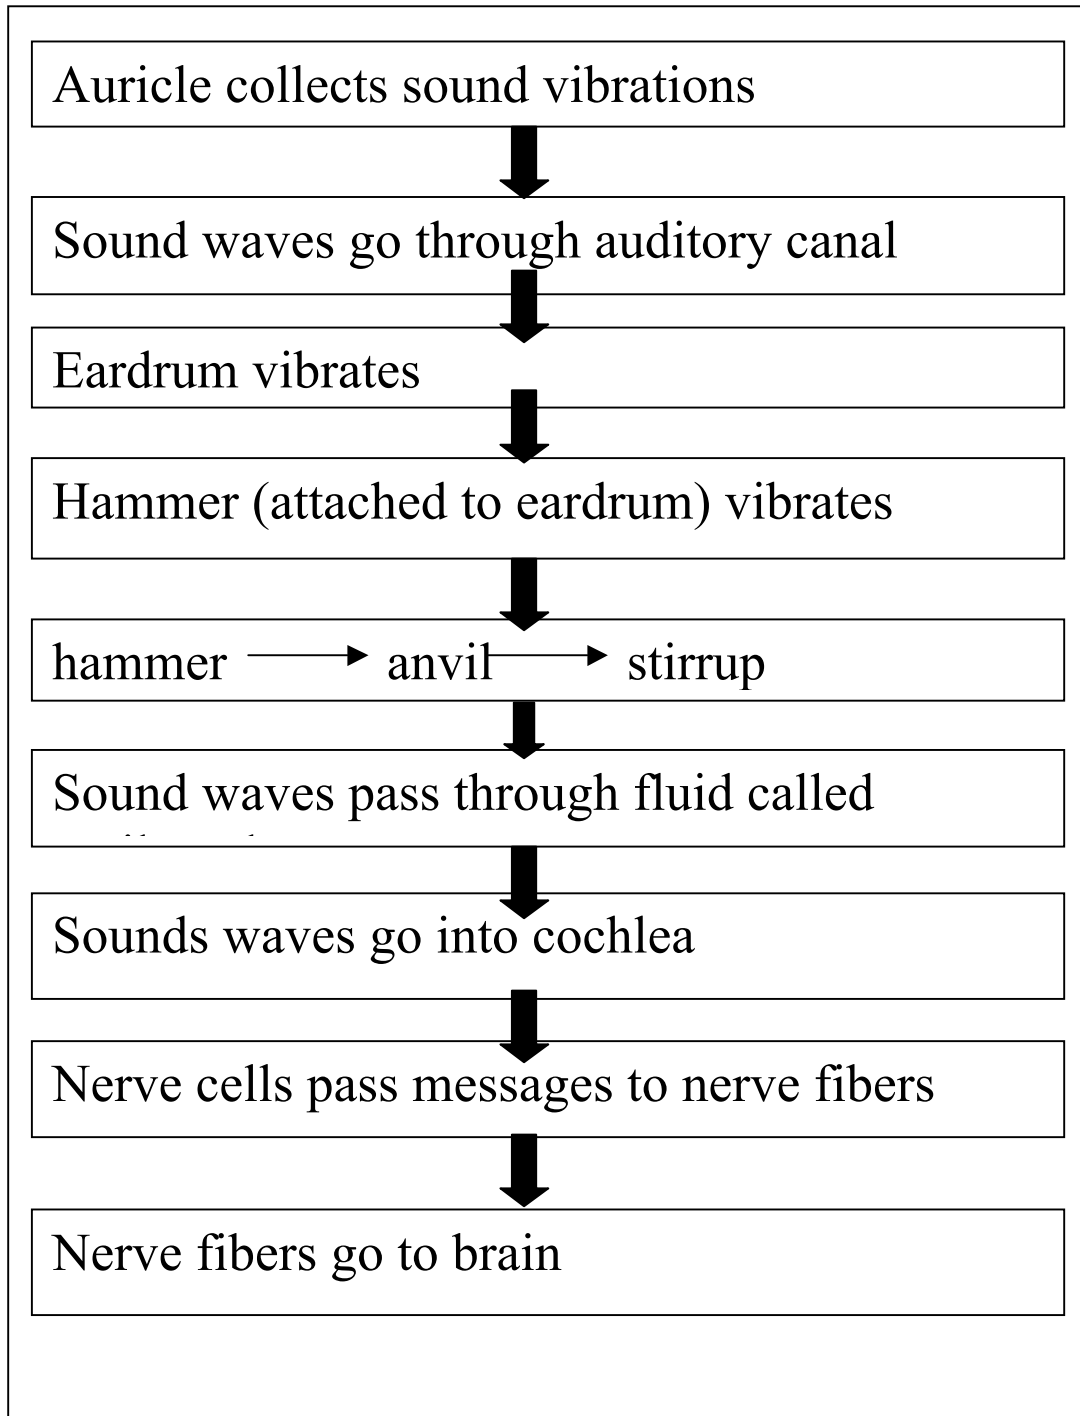 Auricle collects sound vibrations
Sound waves go through auditory canal
Eardrum vibrates
Hammer (attached to eardrum) vibrates
hammer anvil stirrup
Sound waves pass through fluid called
Sounds waves go into cochlea
Nerve cells pass messages to nerve fibers
Nerve fibers go to brain